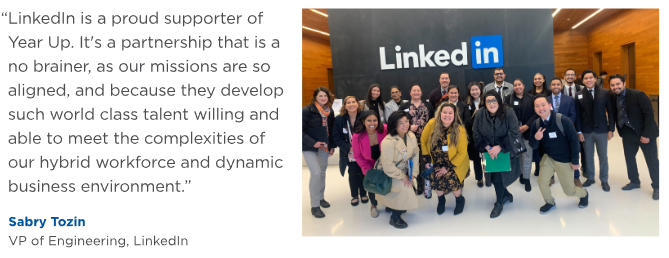 “LinkedIn is a proud supporter of
Year Up. It's a partnership that is a
no brainer, as our missions are so
aligned, and because they develop
such world class talent willing and
able to meet the complexities of
our hybrid workforce and dynamic
business environment.”
Sabry Tozin
VP of Engineering, LinkedIn
Linked in